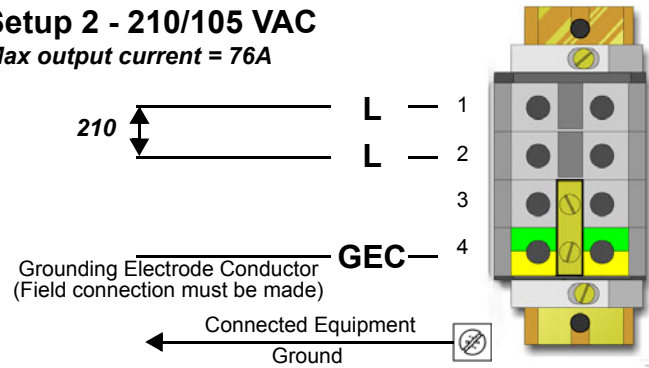 Setup 2 - 210/105 VAC
Max output current = 76A
L 1
210
L 2
3
GEC 4
Grounding Electrode Conductor
(Field connection must be made)
Connected Equipment
Ground